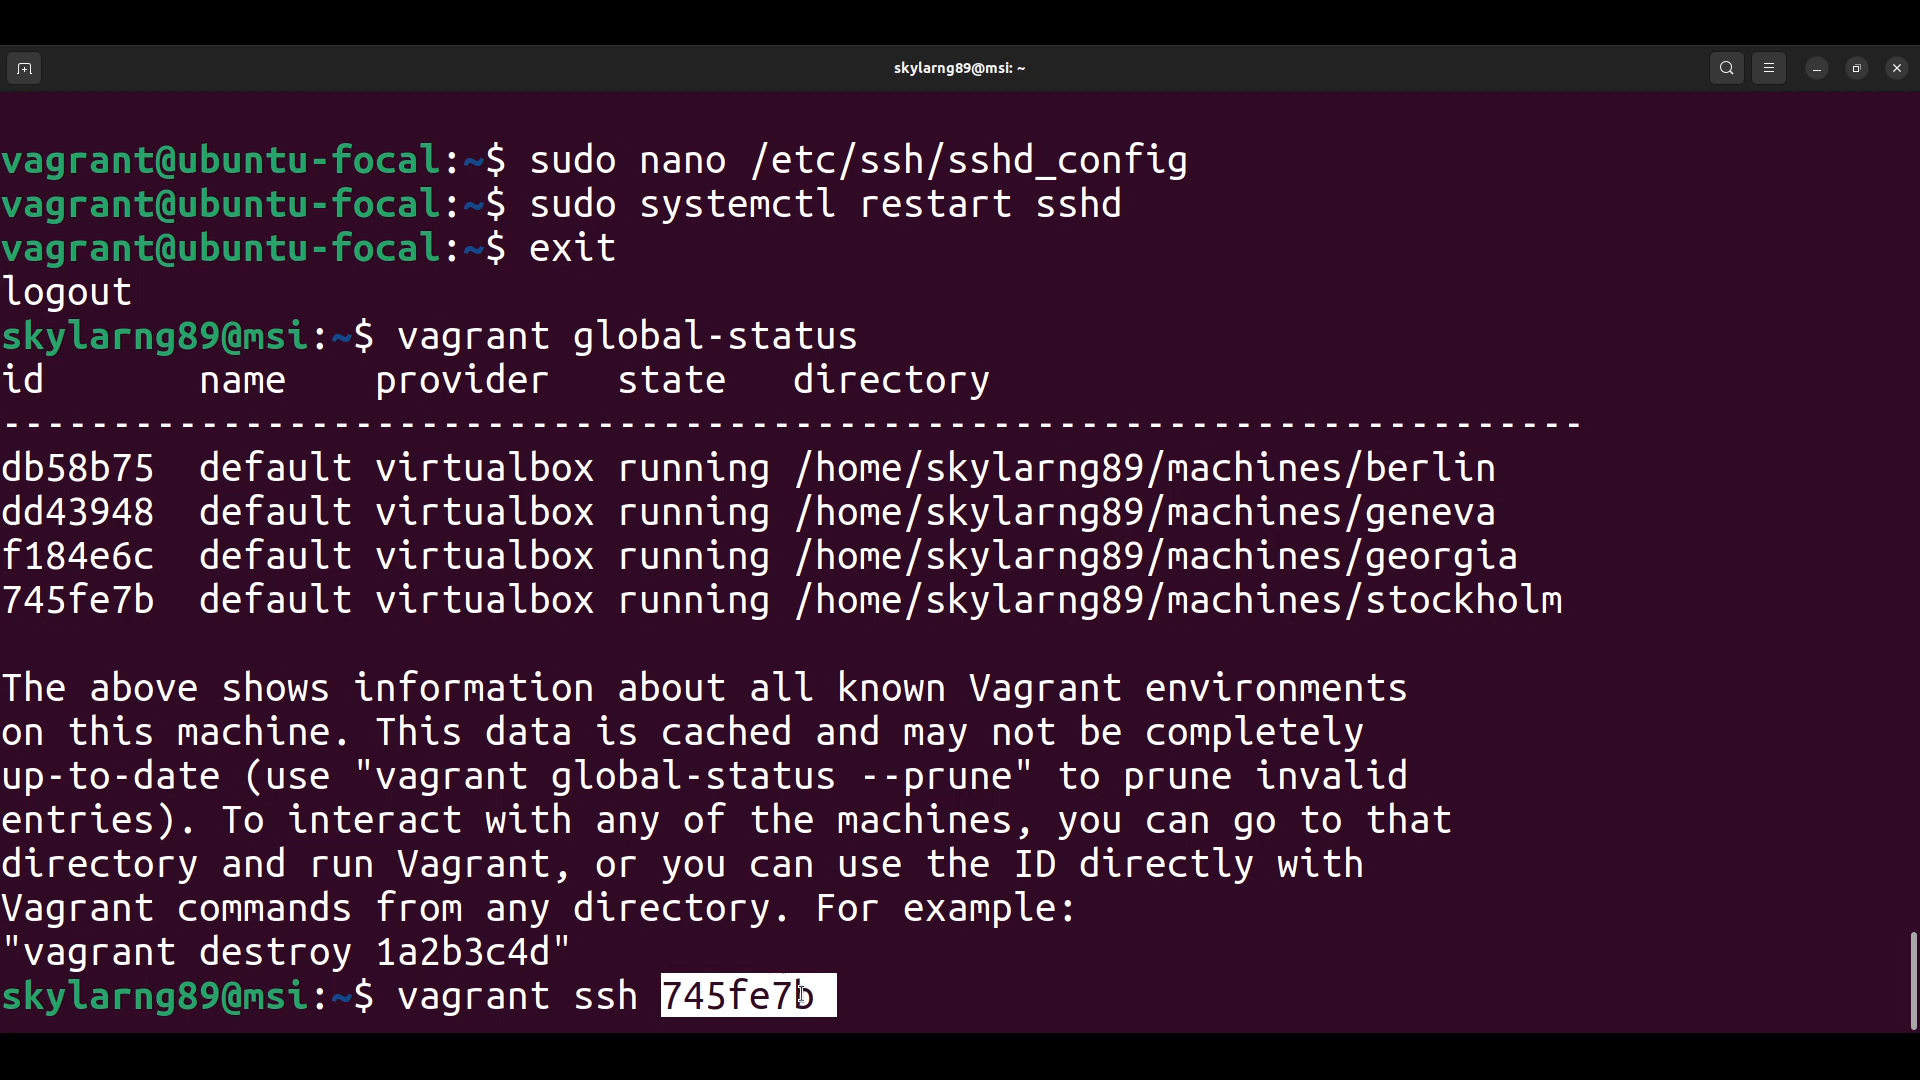 skylarng89@msi: ~
vagrant@ubuntu-focal:~$ sudo nano /etc/ssh/sshd_config
vagrant@ubuntu-focal:~$ sudo systemctl restart sshd
vagrant@ubuntu-focal:~$ exit
logout
skylarng89@msi:~$ vagrant global-status
id       name    provider   state   directory
------------------------------------------------------------------------
db58b75  default virtualbox running /home/skylarng89/machines/berlin
dd43948  default virtualbox running /home/skylarng89/machines/geneva
f184e6c  default virtualbox running /home/skylarng89/machines/georgia
745fe7b  default virtualbox running /home/skylarng89/machines/stockholm
The above shows information about all known Vagrant environments
on this machine. This data is cached and may not be completely
up-to-date (use "vagrant global-status --prune" to prune invalid
entries). To interact with any of the machines, you can go to that
directory and run Vagrant, or you can use the ID directly with
Vagrant commands from any directory. For example:
"vagrant destroy 1a2b3c4d"
skylarng89@msi:~$ vagrant ssh 745fe7b